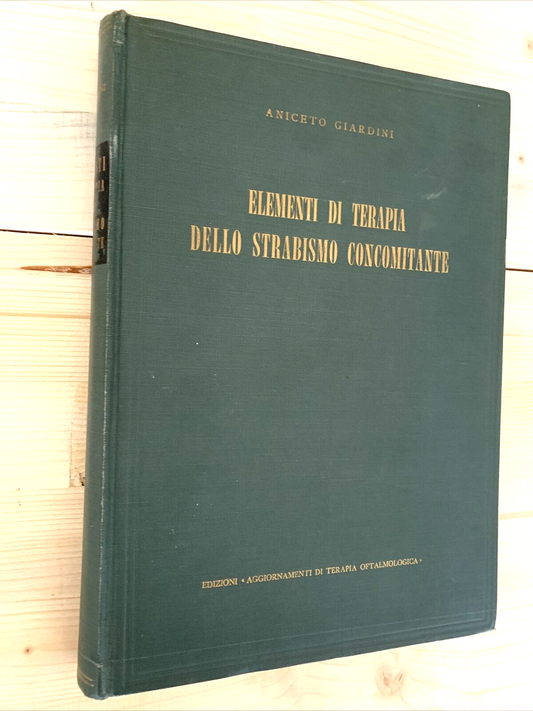 ANICETO GIARDINI
ELEMENTI DI TERAPIA
DELLO STRABISMO CONCOMITANTE
EDIZIONI «AGGIORNAMENTI DI TERAPIA OFTALMOLOGICA»